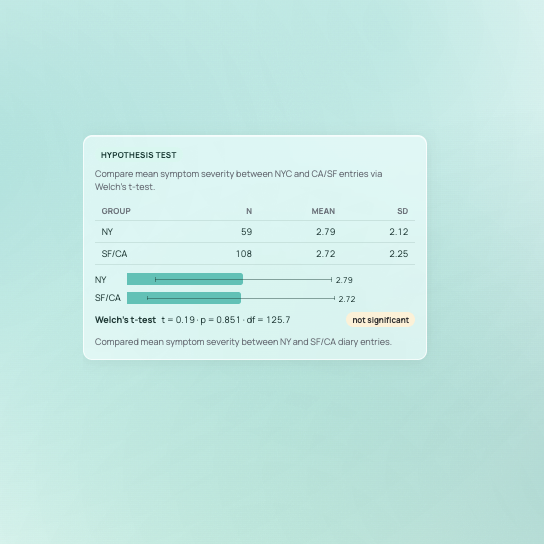 HYPOTHESIS TEST
Compare mean symptom severity between NYC and CA/SF entries via
Welch's t-test.
GROUP N MEAN SD
NY 59 2.79 2.12
SF/CA 108 2.72 2.25
NY 2.79
SF/CA 2.72
Welch's t-test t = 0.19 · p = 0.851 · df = 125.7 not significant
Compared mean symptom severity between NY and SF/CA diary entries.